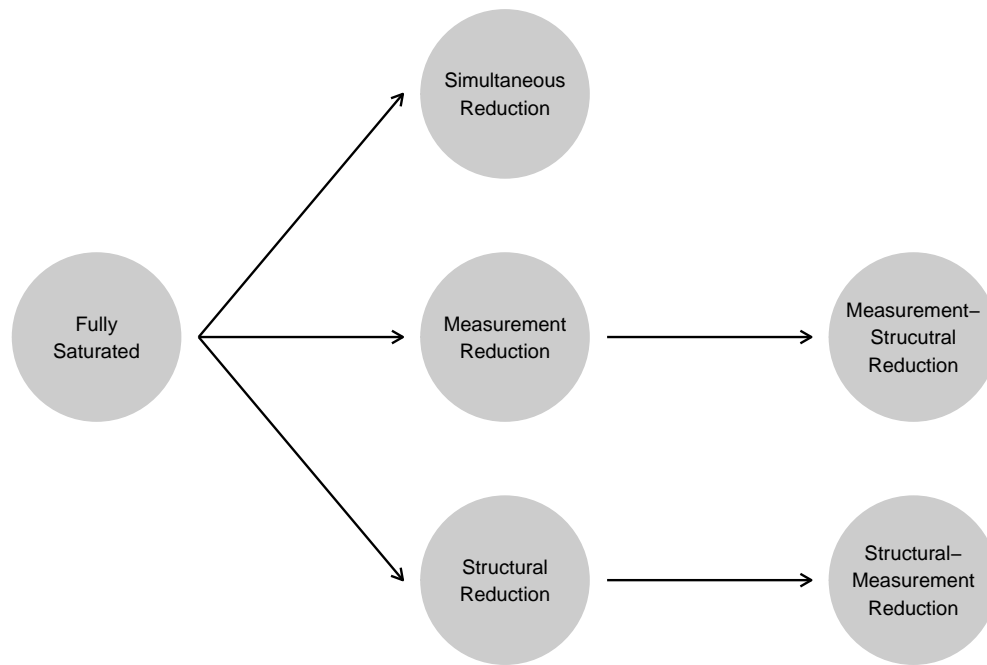 Simultaneous
Reduction
Fully
Saturated
Measurement
Reduction
Measurement−
Strucutral
Reduction
Structural
Reduction
Structural−
Measurement
Reduction